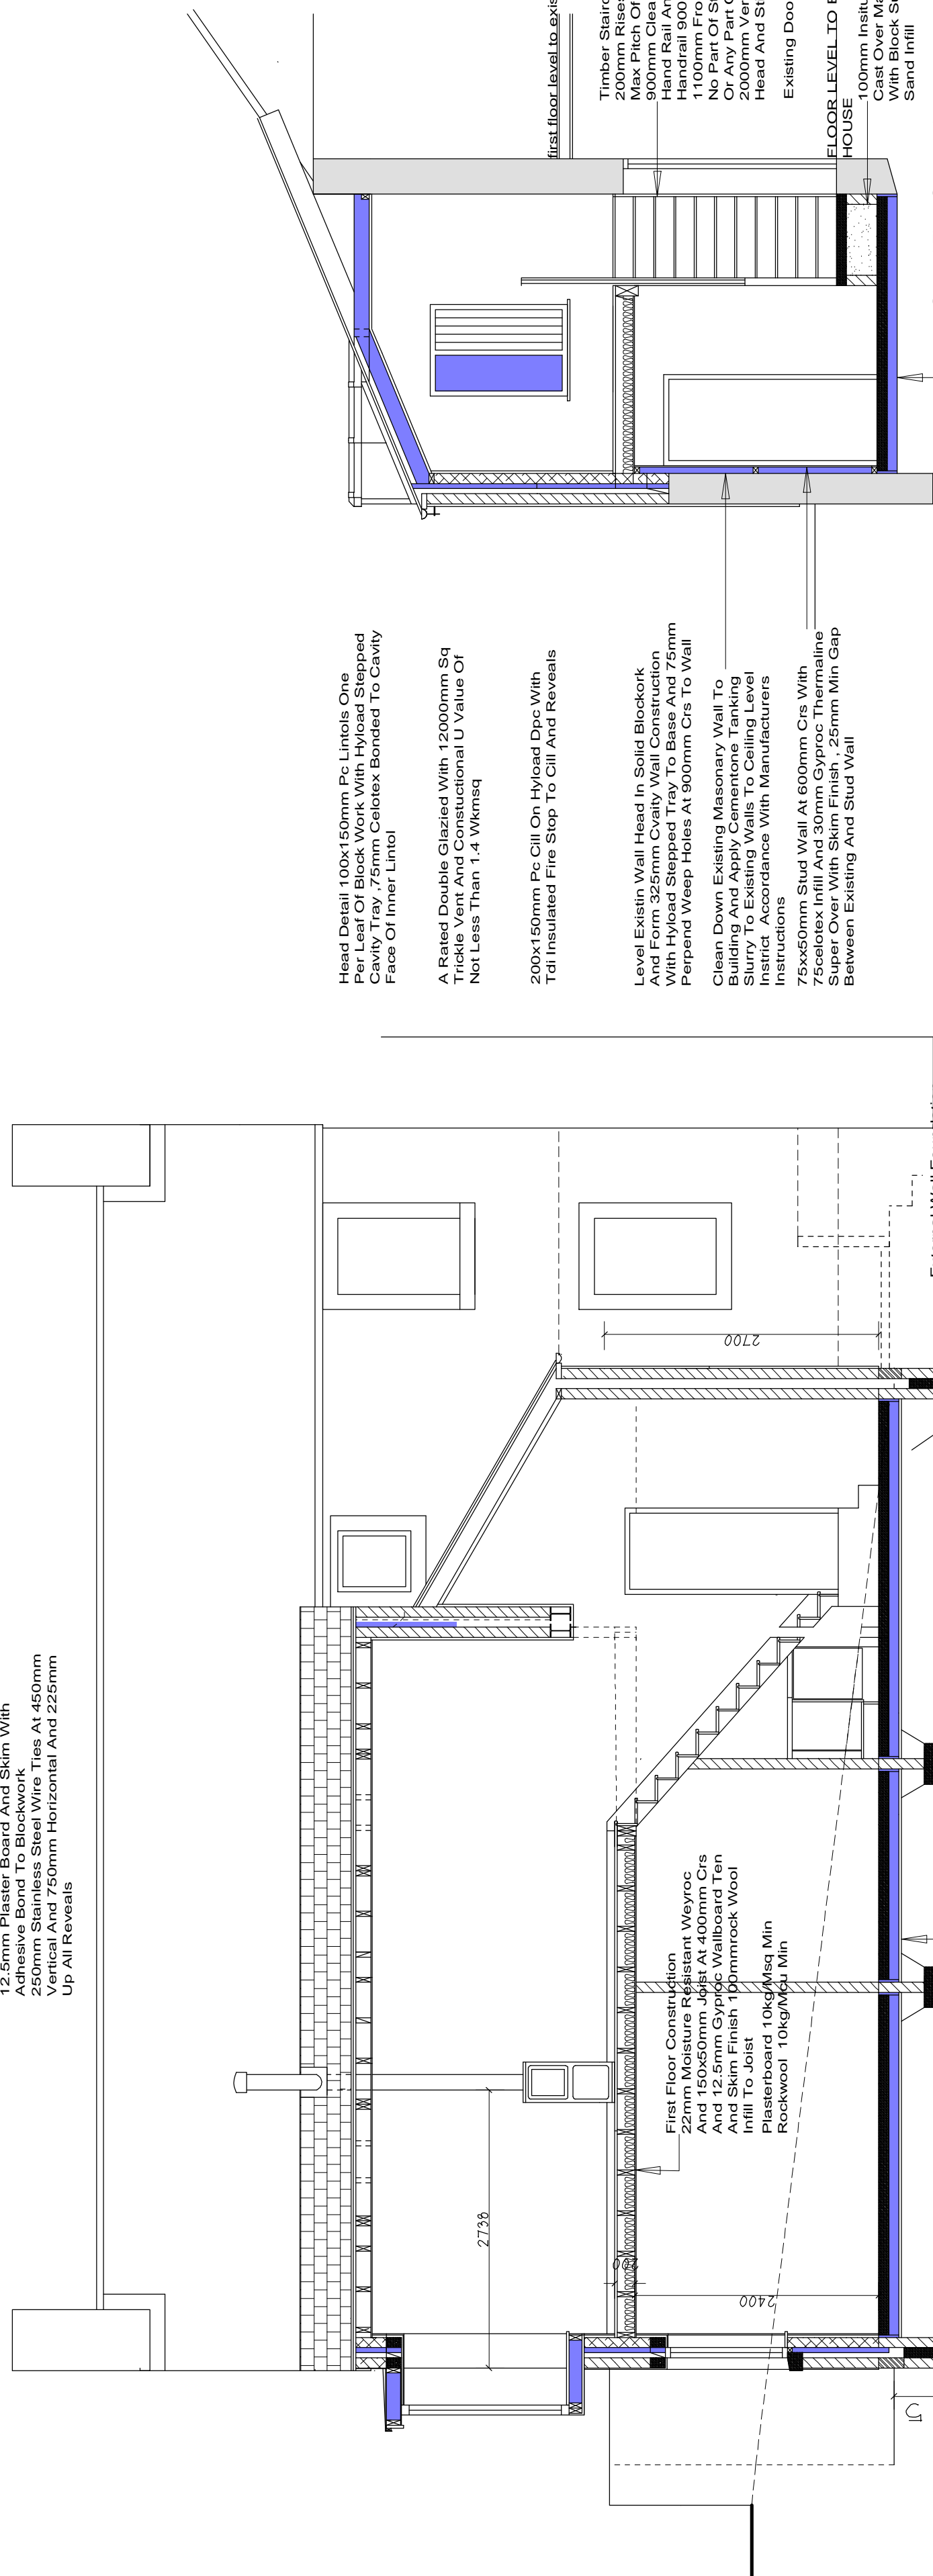 12.5mm Plaster Board And Skim With
Adhesive Bond To Blockwork
250mm Stainless Steel Wire Ties At 450mm
Vertical And 750mm Horizontal And 225mm
Up All Reveals
first floor level to exis
Timber Stairc
200mm Rises
Max Pitch Of
900mm Clea
Hand Rail An
Handrail 900
1100mm Fro
No Part Of St
Or Any Part O
2000mm Ver
Head And St
Existing Doo
FLOOR LEVEL TO E
HOUSE
100mm Insitu
Cast Over Ma
With Block Su
Sand Infill
Head Detail 100x150mm Pc Lintols One
Per Leaf Of Block Work With Hyload Stepped
Cavity Tray ,75mm Celotex Bonded To Cavity
Face Of Inner Lintol
A Rated Double Glazied With 12000mm Sq
Trickle Vent And Constuctional U Value Of
Not Less Than 1.4 Wkmsq
200x150mm Pc Cill On Hyload Dpc With
Tdi Insulated Fire Stop To Cill And Reveals
Level Existin Wall Head In Solid Blockork
And Form 325mm Cvaity Wall Construction
With Hyload Stepped Tray To Base And 75mm
Perpend Weep Holes At 900mm Crs To Wall
Clean Down Existing Masonary Wall To
Building And Apply Cementone Tanking
Slurry To Existing Walls To Ceiling Level
Instrict Accordance With Manufacturers
Instructions
75xx50mm Stud Wall At 600mm Crs With
75celotex Infill And 30mm Gyproc Thermaline
Super Over With Skim Finish , 25mm Min Gap
Between Existing And Stud Wall
2700
First Floor Construction
22mm Moisture Resistant Weyroc
And 150x50mm Joist At 400mm Crs
And 12.5mm Gyproc Wallboard Ten
And Skim Finish 100mmrock Wool
Infill To Joist
Plasterboard 10kg/Msq Min
Rockwool 10kg/Mcu Min
2738
200
2400